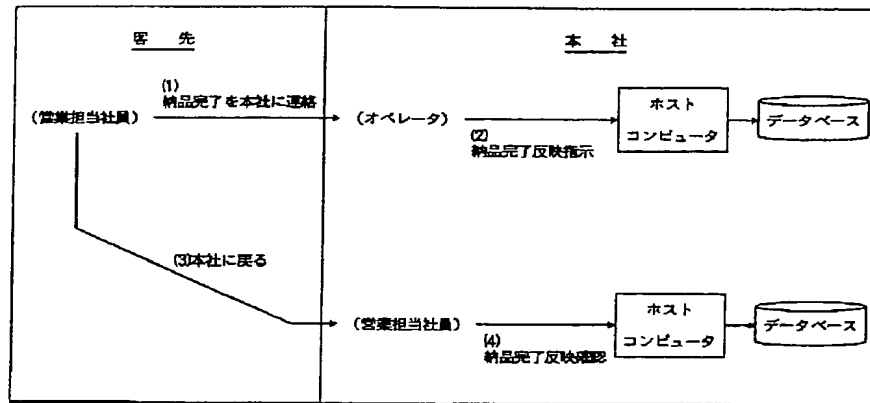 客先
本社
(1)
納品完了を本社に連絡
(営業担当社員)
(オペレータ)
(2)
納品完了反映指示
ホスト
コンピュータ
データベース
(3)本社に戻る
(営業担当社員)
(4)
納品完了反映確認
ホスト
コンピュータ
データベース